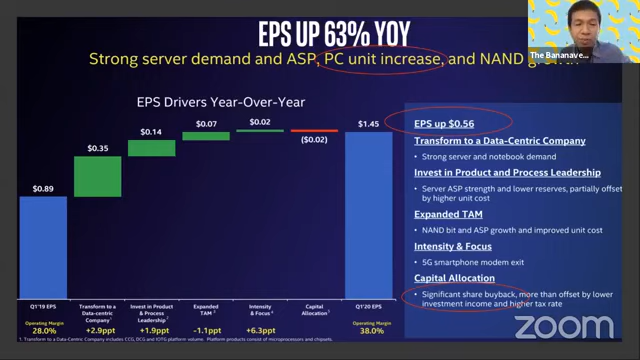 EPS UP 63% YOY
Strong server demand and ASP, PC unit increase, and NAND
The Bananave...
EPS Drivers Year-Over-Year
$0.89
$0.35
$0.14
$0.07
$0.02
($0.02)
$1.45
Q1'19 EPS
Transform to a Data-centric Company
Invest in Product & Process Leadership
Expanded TAM
Intensity & Focus
Capital Allocation
Q1'20 EPS
Operating Margin
28.0%
+2.9ppt
+1.9ppt
-1.1ppt
+6.3ppt
Operating Margin
38.0%
1. Transform to a Data-Centric Company includes CCG, DCG and IOTG platform volume. Platform products consist of microprocessors and chipsets.
EPS up $0.56
Transform to a Data-Centric Company
• Strong server and notebook demand
Invest in Product and Process Leadership
• Server ASP strength and lower reserves, partially offset
by higher unit cost
Expanded TAM
• NAND bit and ASP growth and improved unit cost
Intensity & Focus
• 5G smartphone modem exit
Capital Allocation
• Significant share buyback, more than offset by lower
investment income and higher tax rate
zoom